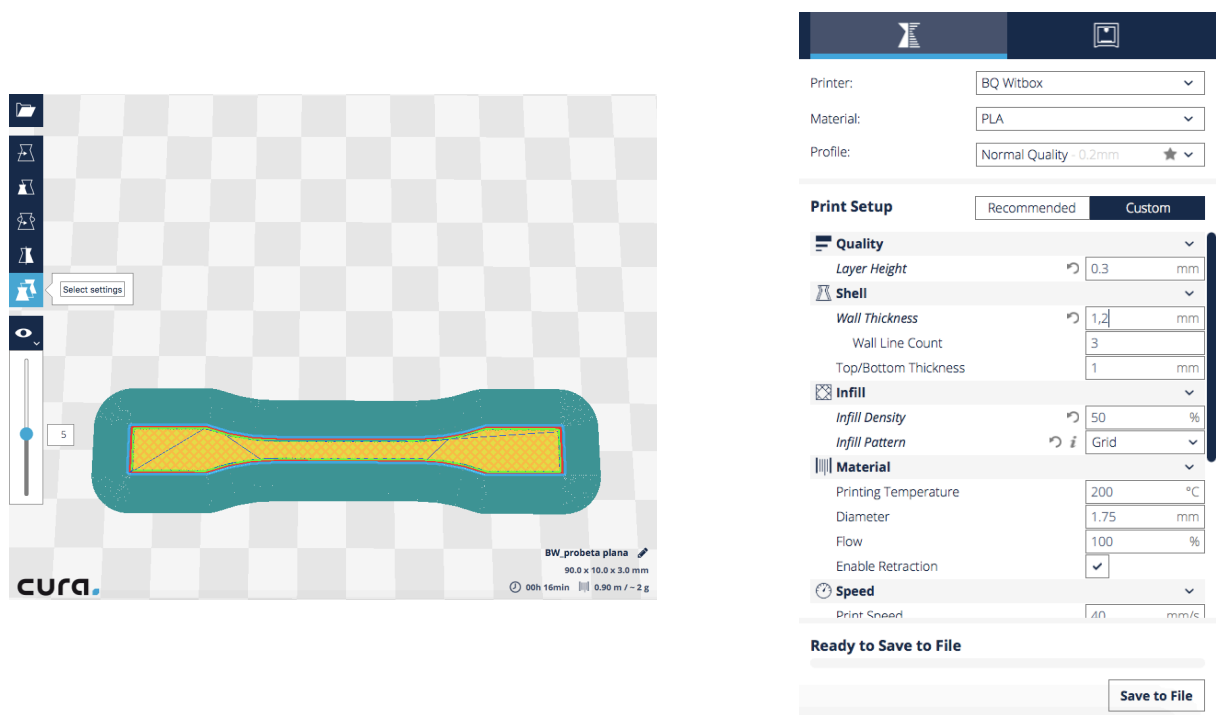 Select settings
5
BW_probeta plana
90.0 x 10.0 x 3.0 mm
00h 16min 0.90 m / ~ 2 g
cura.
Printer: BQ Witbox
Material: PLA
Profile: Normal Quality - 0.2mm
Print Setup Recommended Custom
Quality
Layer Height 0.3 mm
Shell
Wall Thickness 1,2 mm
Wall Line Count 3
Top/Bottom Thickness 1 mm
Infill
Infill Density 50 %
Infill Pattern i Grid
Material
Printing Temperature 200 °C
Diameter 1.75 mm
Flow 100 %
Enable Retraction
Speed
Print Speed 40 mm/s
Ready to Save to File
Save to File